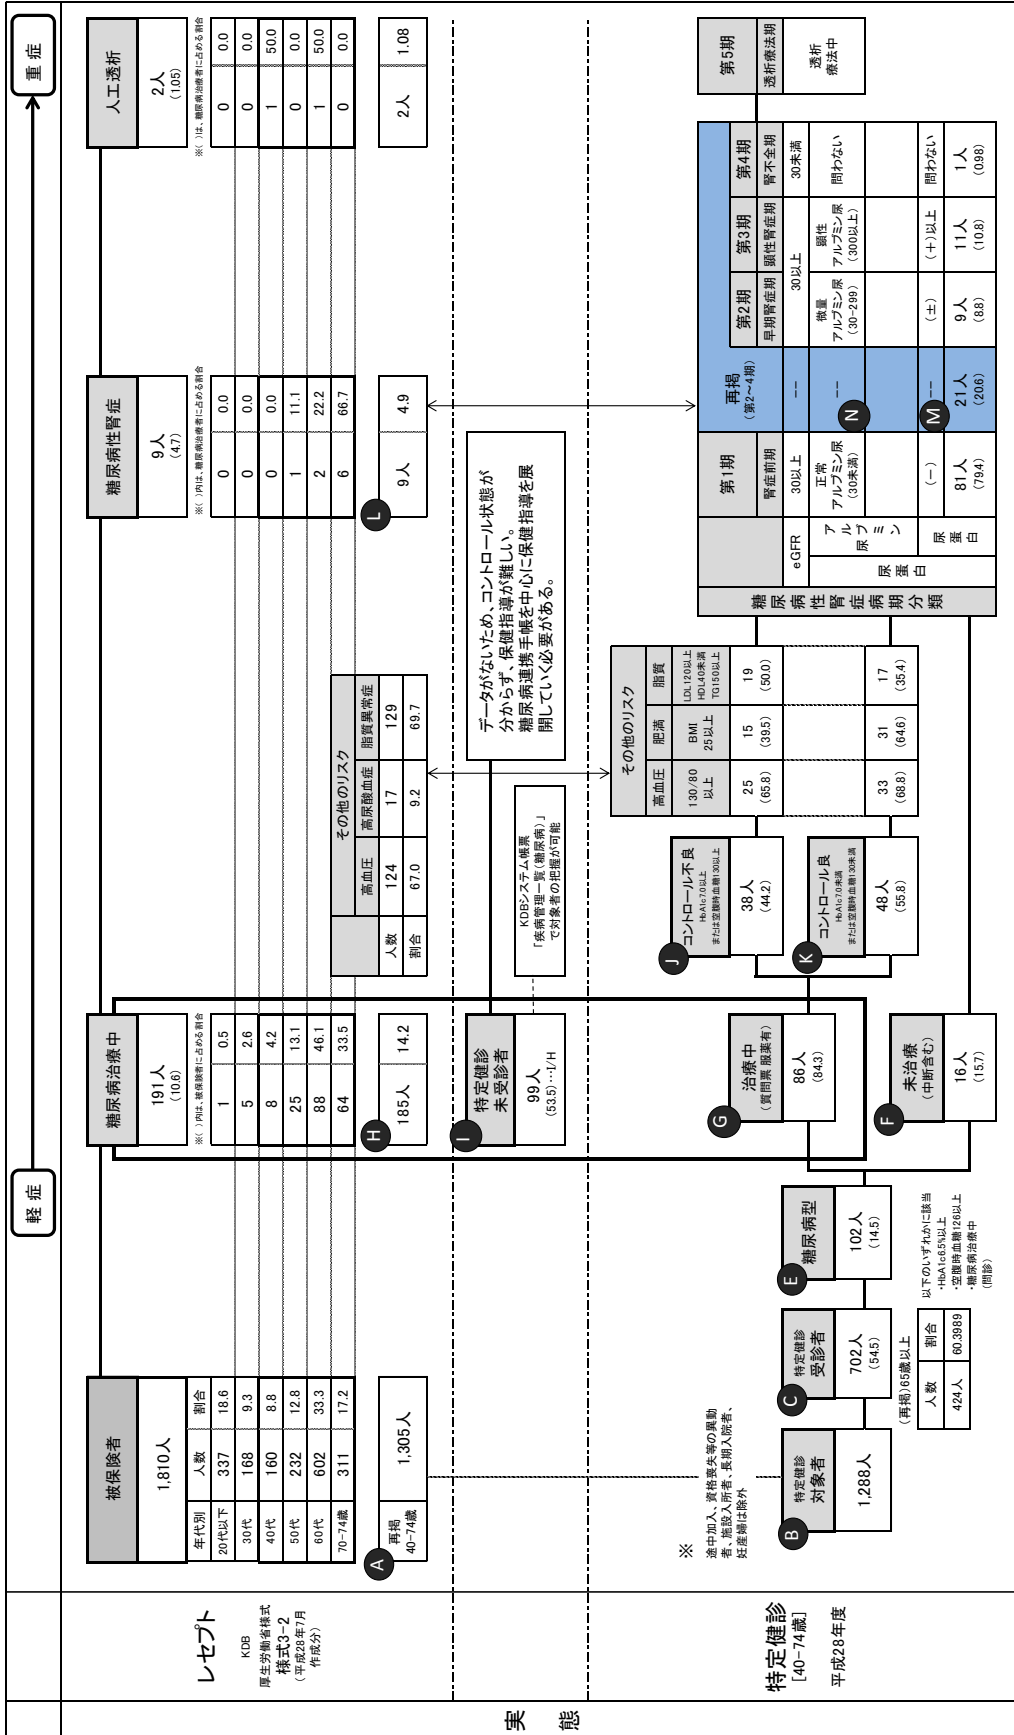 軽症
重症
実態
レセプト
KDB
厚生労働省様式
様式3-2
(平成28年7月
作成分)
被保険者
1,810人
年代別 人数 割合
20代以下 337 18.6
30代 168 9.3
40代 160 8.8
50代 232 12.8
60代 602 33.3
70-74歳 311 17.2
A
再掲
40-74歳
1,305人
糖尿病治療中
191人
(10.6)
※( )内は、被保険者に占める割合
1 0.5
5 2.6
8 4.2
25 13.1
88 46.1
64 33.5
H
185人 14.2
その他のリスク
高血圧 高尿酸血症 脂質異常症
人数 124 17 129
割合 67.0 9.2 69.7
糖尿病性腎症
9人
(4.7)
※( )内は、糖尿病治療者に占める割合
0 0.0
0 0.0
0 0.0
1 11.1
2 22.2
6 66.7
L
9人 4.9
人工透析
2人
(1.05)
※( )は、糖尿病治療者に占める割合
0 0.0
0 0.0
1 50.0
0 0.0
1 50.0
0 0.0
2人 1.08
I
特定健診
未受診者
99人
(53.5)…I/H
KDBシステム帳票
「疾病管理一覧(糖尿病)」
で対象者の把握が可能
データがないため、コントロール状態が
分からず、保健指導が難しい。
糖尿病連携手帳を中心に保健指導を展
開していく必要がある。
特定健診
[40-74歳]
平成28年度
※
途中加入、資格喪失等の異動
者、施設入所者、長期入院者、
妊産婦は除外
B
特定健診
対象者
1,288人
C
特定健診
受診者
702人
(54.5)
(再掲)65歳以上
人数 割合
424人 60.3989
E
糖尿病型
102人
(14.5)
以下のいずれかに該当
・HbA1c6.5%以上
・空腹時血糖126以上
・糖尿病治療中
(問診)
G
治療中
(質問票 服薬有)
86人
(84.3)
F
未治療
(中断含む)
16人
(15.7)
J
コントロール不良
HbA1c7.0以上
または空腹時血糖130以上
38人
(44.2)
K
コントロール良
HbA1c7.0未満
または空腹時血糖130未満
48人
(55.8)
その他のリスク
高血圧 肥満 脂質
130/80
以上
BMI
25以上
LDL120以上
HDL40未満
TG150以上
25
(65.8)
15
(39.5)
19
(50.0)
33
(68.8)
31
(64.6)
17
(35.4)
糖尿病性腎症病期分類
第1期
再掲
(第2～4期)
第2期 第3期 第4期
第5期
腎症前期 早期腎症期 顕性腎症期 腎不全期 透析療法期
eGFR 30以上 -- 30以上 30未満
透析
療法中
尿蛋白
尿アルブミン
正常
アルブミン尿
(30未満)
--
微量
アルブミン尿
(30-299)
顕性
アルブミン尿
(300以上)
問わない
N
尿蛋白
(－) -- (±) (+)以上 問わない
M
81人
(79.4)
21人
(20.6)
9人
(8.8)
11人
(10.8)
1人
(0.98)